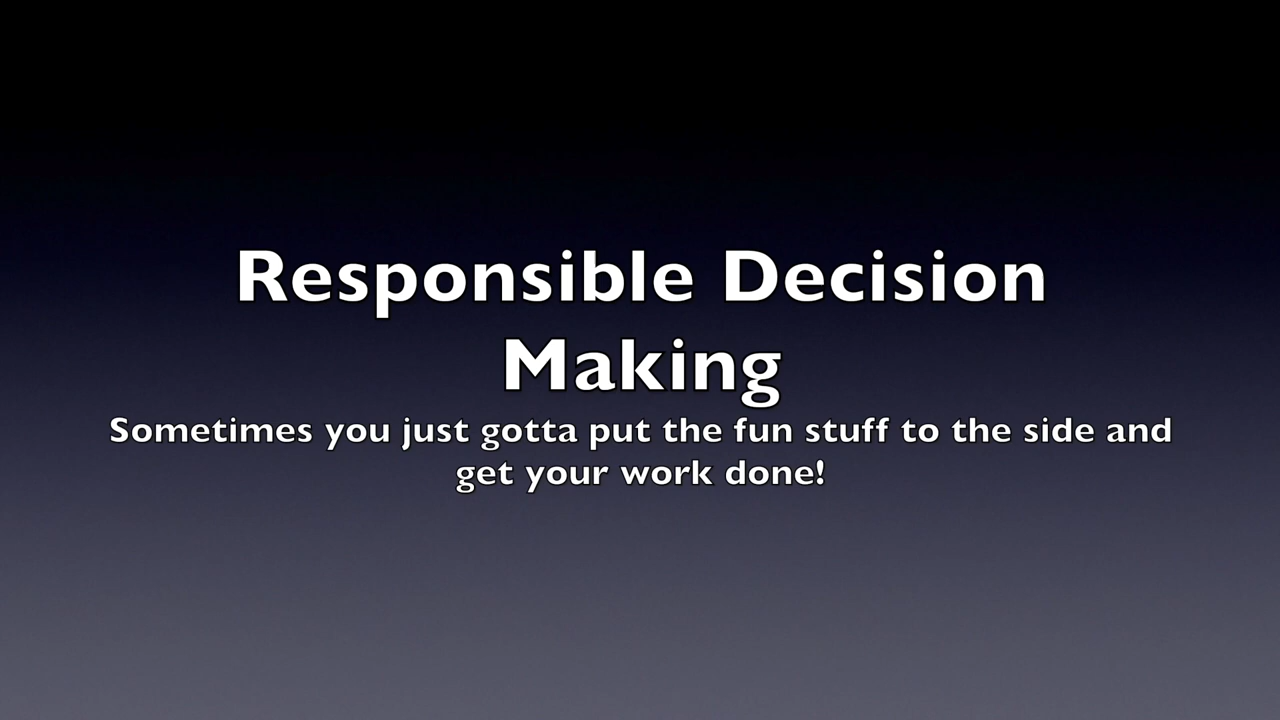 Responsible Decision
Making
Sometimes you just gotta put the fun stuff to the side and
get your work done!